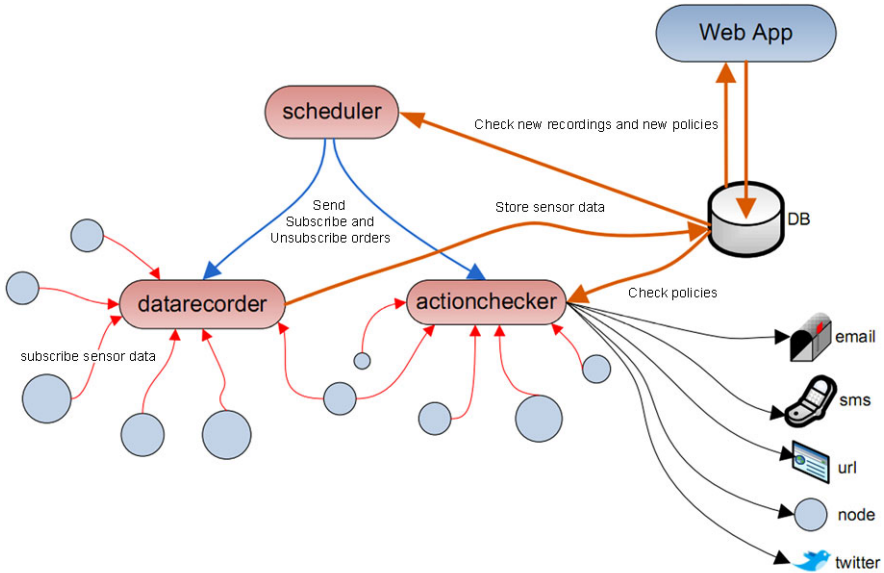 Web App
scheduler
Check new recordings and new policies
Send
Subscribe and
Unsubscribe orders
Store sensor data
DB
datarecorder
actionchecker
Check policies
email
subscribe sensor data
sms
url
node
twitter